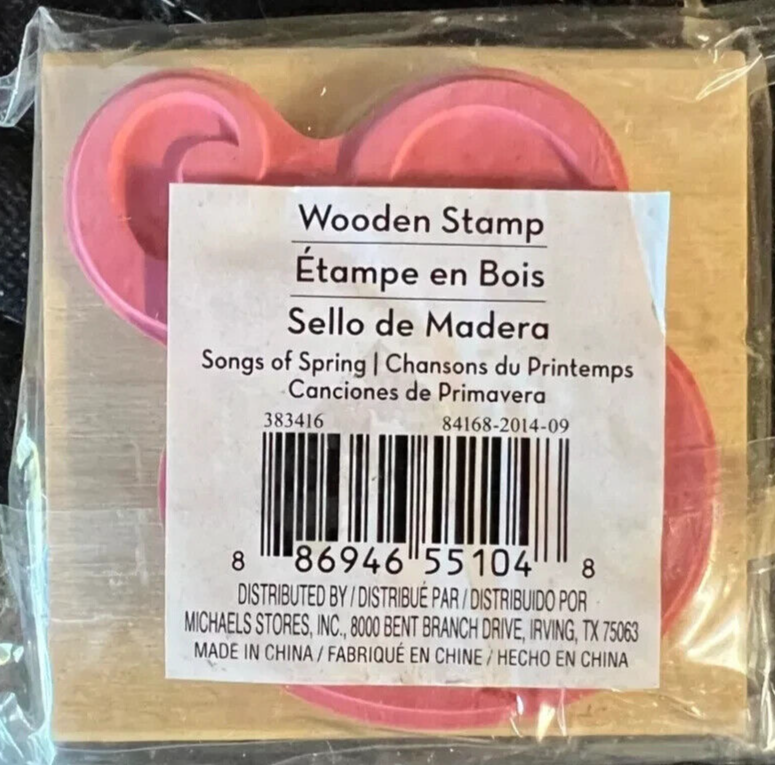 Wooden Stamp
Étampe en Bois
Sello de Madera
Songs of Spring | Chansons du Printemps
Canciones de Primavera
383416 84168-2014-09
8 86946 55104 8
DISTRIBUTED BY / DISTRIBUÉ PAR / DISTRIBUIDO POR
MICHAELS STORES, INC., 8000 BENT BRANCH DRIVE, IRVING, TX 75063
MADE IN CHINA / FABRIQUÉ EN CHINE / HECHO EN CHINA